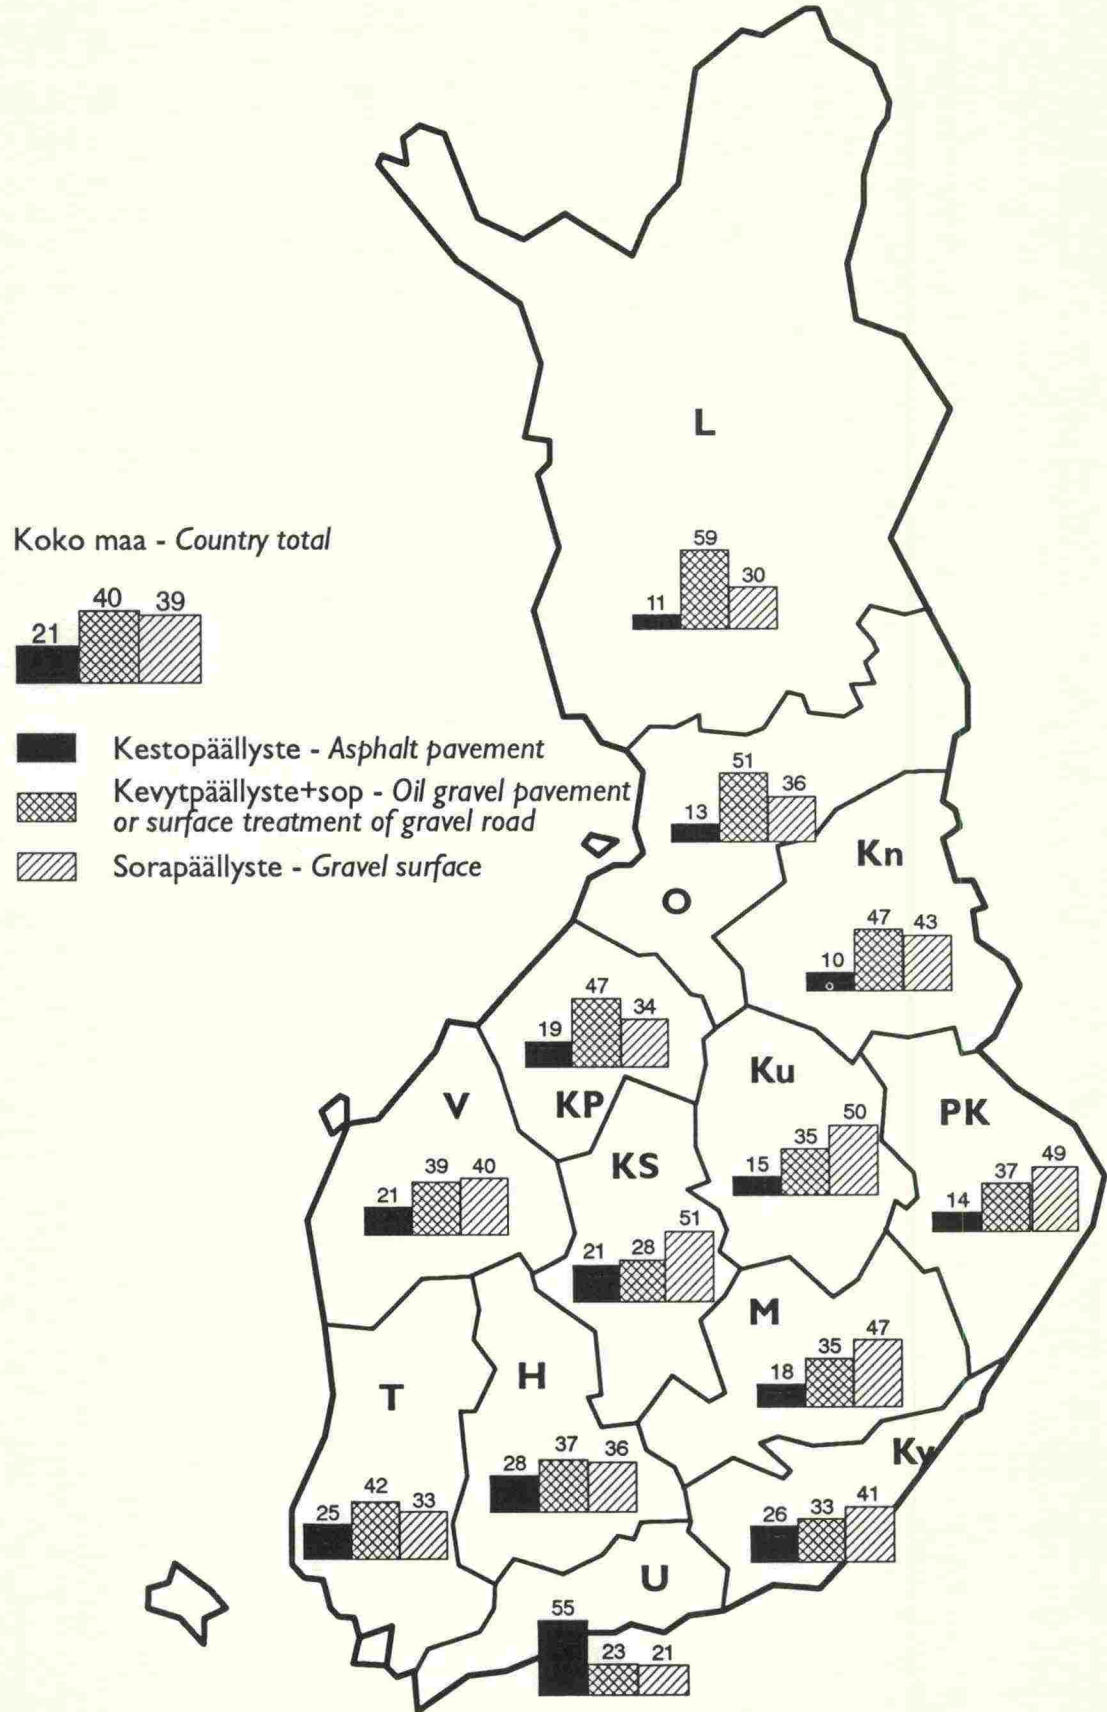 L
59
30
11
Koko maa - Country total
40
39
21
Kestopäällyste - Asphalt pavement
Kevytpäällyste+sop - Oil gravel pavement
or surface treatment of gravel road
Sorapäällyste - Gravel surface
51
36
13
O
Kn
47
43
10
47
34
19
KP
V
39
40
21
Ku
50
35
15
PK
49
37
14
KS
51
28
21
M
47
35
18
T
42
33
25
H
37
36
28
Ky
41
33
26
U
55
23
21